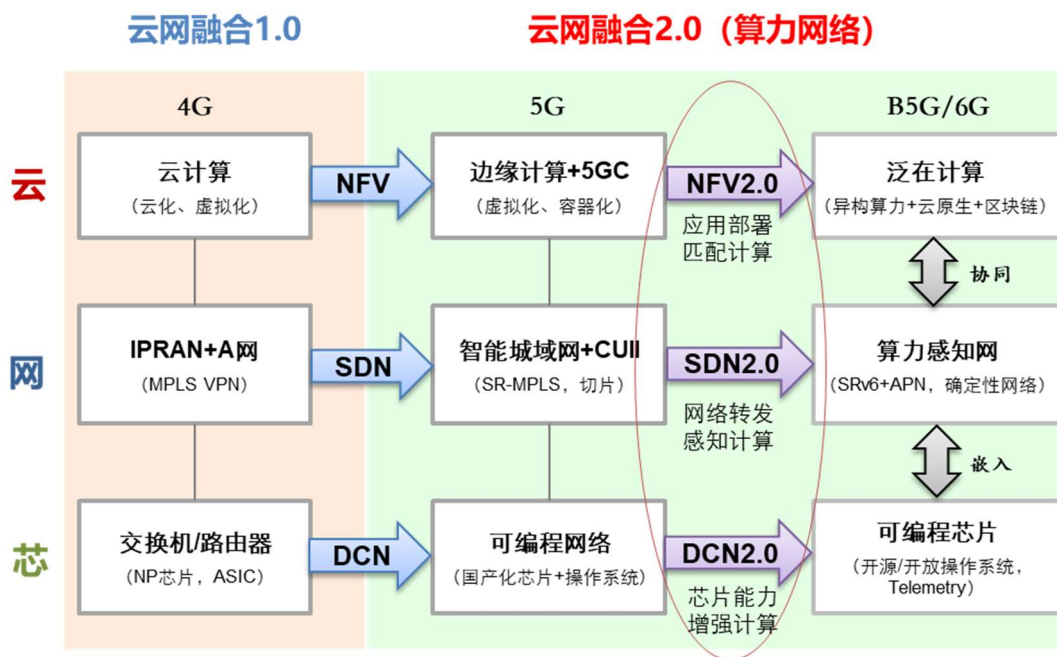 云网融合1.0
云网融合2.0（算力网络）
4G
5G
B5G/6G
云
云计算
（云化、虚拟化）
NFV
边缘计算+5GC
（虚拟化、容器化）
NFV2.0
应用部署
匹配计算
泛在计算
（异构算力+云原生+区块链）
协同
网
IPRAN+A网
（MPLS VPN）
SDN
智能城域网+CUII
（SR-MPLS，切片）
SDN2.0
网络转发
感知计算
算力感知网
（SRv6+APN，确定性网络）
嵌入
芯
交换机/路由器
（NP芯片，ASIC）
DCN
可编程网络
（国产化芯片+操作系统）
DCN2.0
芯片能力
增强计算
可编程芯片
（开源/开放操作系统，
Telemetry）